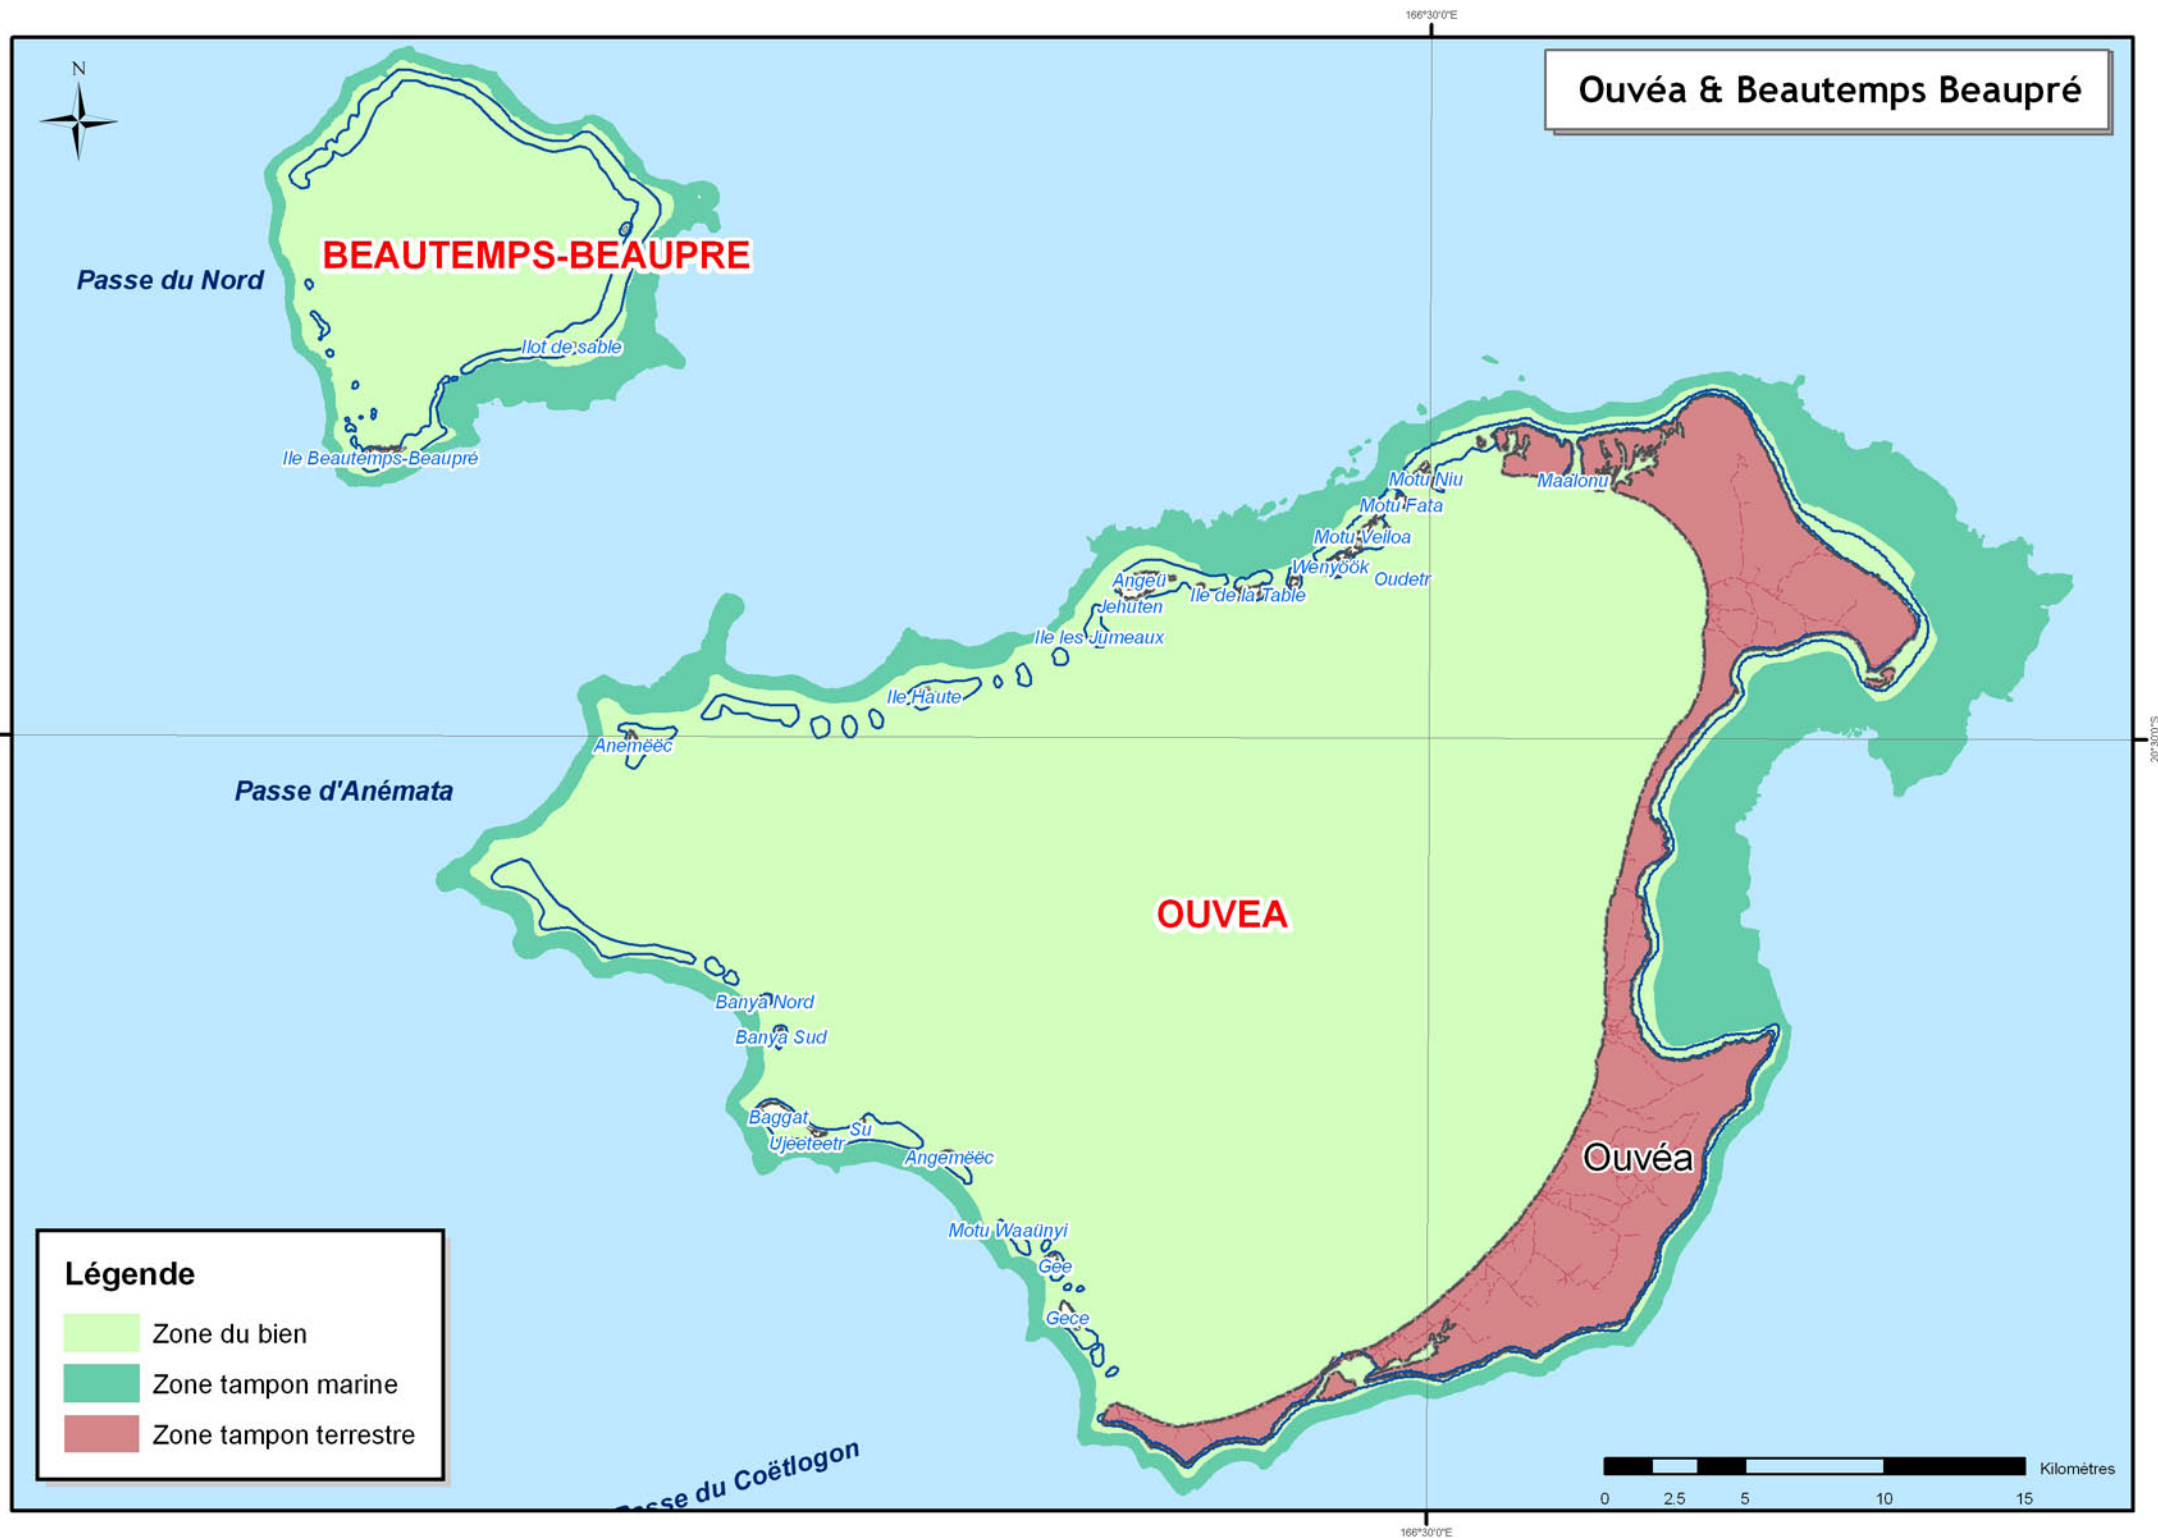 166°30'0"E
N
Ouvéa & Beautemps Beaupré
BEAUTEMPS-BEAUPRE
Passe du Nord
Ilot de sable
Ile Beautemps-Beaupré
Motu Niu
Maalonu
Motu Fata
Motu Veiloa
Wenyöök
Oudetr
Angeü
Ile de la Table
Jehuten
Ile les Jumeaux
Ile Haute
Anemëëc
20°30'0"S
Passe d'Anémata
OUVEA
Banya Nord
Banya Sud
Baggat
Su
Ujeeteetr
Angemëëc
Ouvéa
Motu Waaünyi
Gee
Gece
Légende
Zone du bien
Zone tampon marine
Zone tampon terrestre
du Coëtlogon
Kilomètres
0 2.5 5 10 15
166°30'0"E